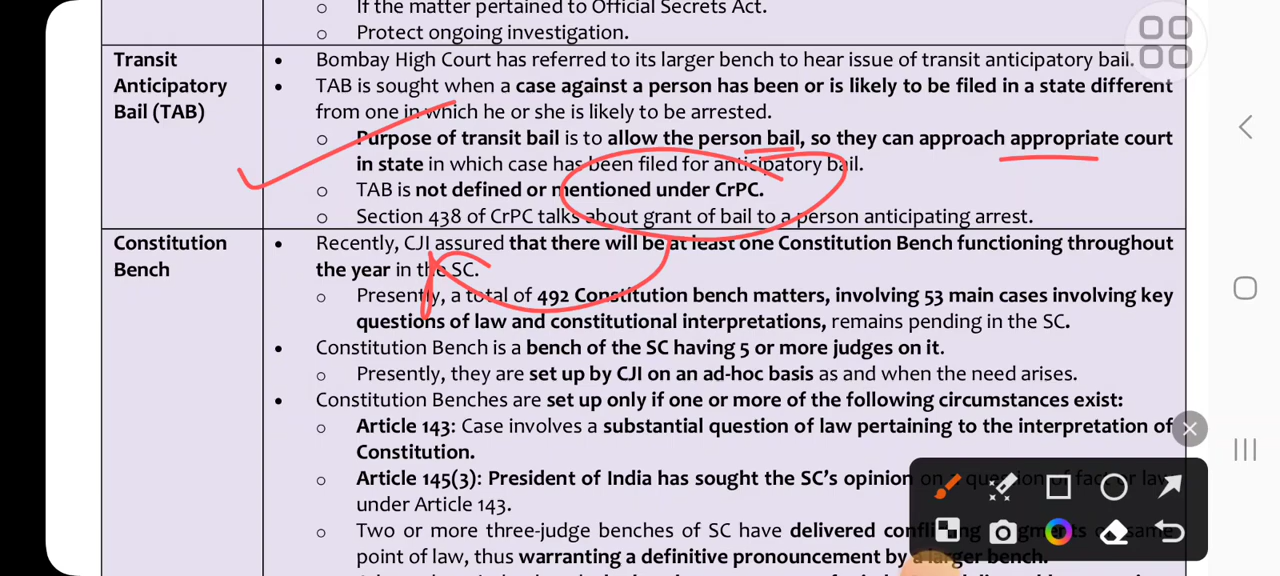 If the matter pertained to Official Secrets Act.
Protect ongoing investigation.
Transit
Anticipatory
Bail (TAB)
Bombay High Court has referred to its larger bench to hear issue of transit anticipatory bail.
TAB is sought when a case against a person has been or is likely to be filed in a state different
from one in which he or she is likely to be arrested.
Purpose of transit bail is to allow the person bail, so they can approach appropriate court
in state in which case has been filed for anticipatory bail.
TAB is not defined or mentioned under CrPC.
Section 438 of CrPC talks about grant of bail to a person anticipating arrest.
Constitution
Bench
Recently, CJI assured that there will be at least one Constitution Bench functioning throughout
the year in the SC.
Presently, a total of 492 Constitution bench matters, involving 53 main cases involving key
questions of law and constitutional interpretations, remains pending in the SC.
Constitution Bench is a bench of the SC having 5 or more judges on it.
Presently, they are set up by CJI on an ad-hoc basis as and when the need arises.
Constitution Benches are set up only if one or more of the following circumstances exist:
Article 143: Case involves a substantial question of law pertaining to the interpretation of
Constitution.
Article 145(3): President of India has sought the SC's opinion on a question of fact or law
under Article 143.
Two or more three-judge benches of SC have delivered same
point of law, thus warranting a definitive pronouncement by a larger bench.